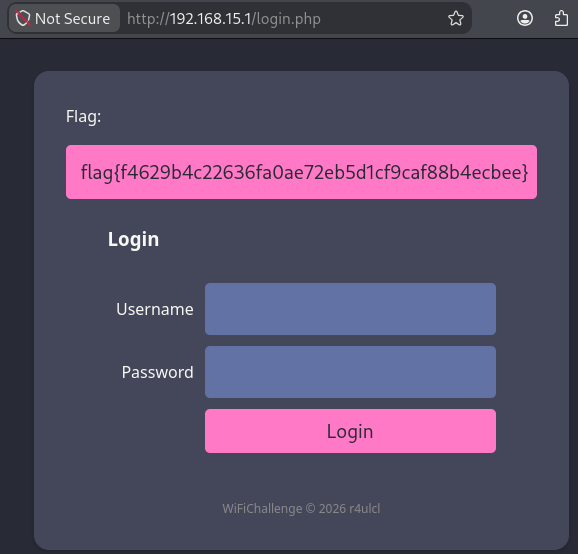 Not Secure http://192.168.15.1/login.php
Flag:
flag{f4629b4c22636fa0ae72eb5d1cf9caf88b4ecbee}
Login
Username
Password
Login
WiFiChallenge © 2026 r4ulcl